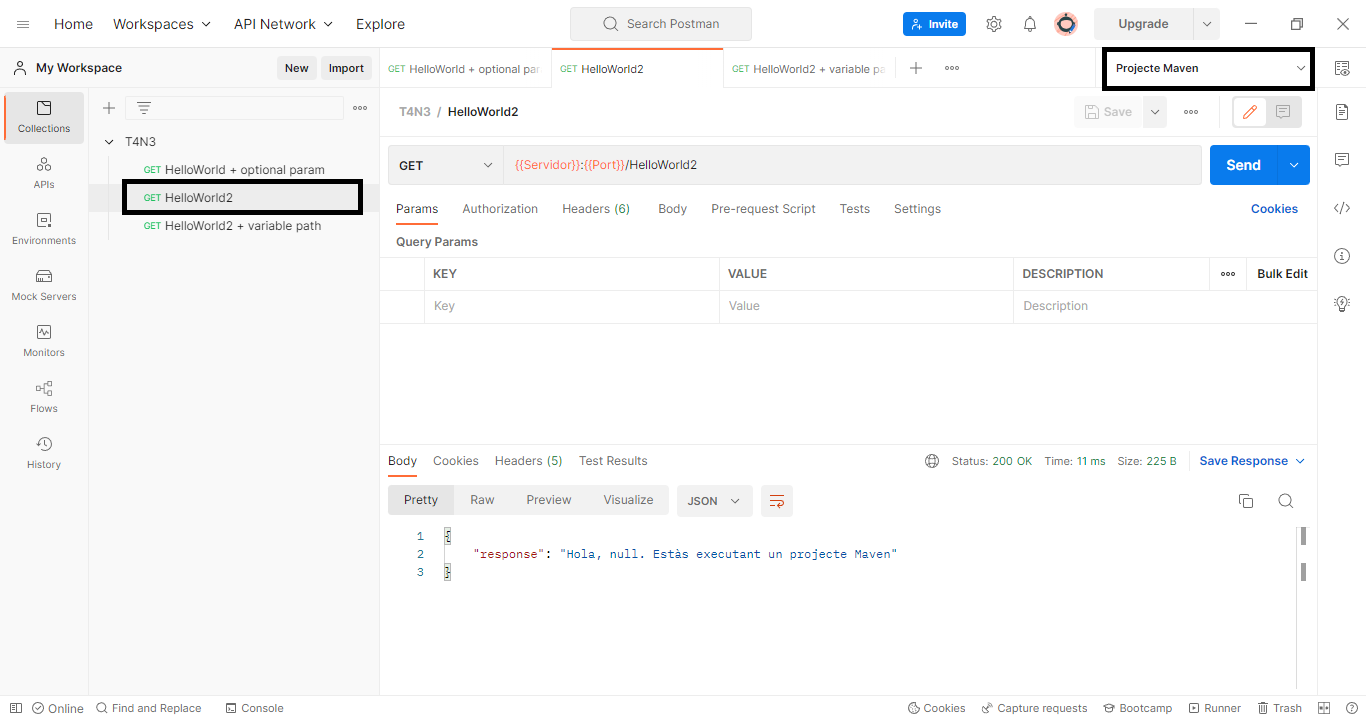 Home Workspaces API Network Explore Search Postman Invite Upgrade
My Workspace New Import
GET HelloWorld + optional par GET HelloWorld2 GET HelloWorld2 + variable pa Projecte Maven
Collections
APIs
Environments
Mock Servers
Monitors
Flows
History
T4N3
GET HelloWorld + optional param
GET HelloWorld2
GET HelloWorld2 + variable path
T4N3 / HelloWorld2 Save
GET {{Servidor}}:{{Port}}/HelloWorld2 Send
Params Authorization Headers (6) Body Pre-request Script Tests Settings Cookies
Query Params
KEY VALUE DESCRIPTION Bulk Edit
Key Value Description
Body Cookies Headers (5) Test Results Status: 200 OK Time: 11 ms Size: 225 B Save Response
Pretty Raw Preview Visualize JSON
1 {
2 "response": "Hola, null. Estàs executant un projecte Maven"
3 }
Online Find and Replace Console Cookies Capture requests Bootcamp Runner Trash